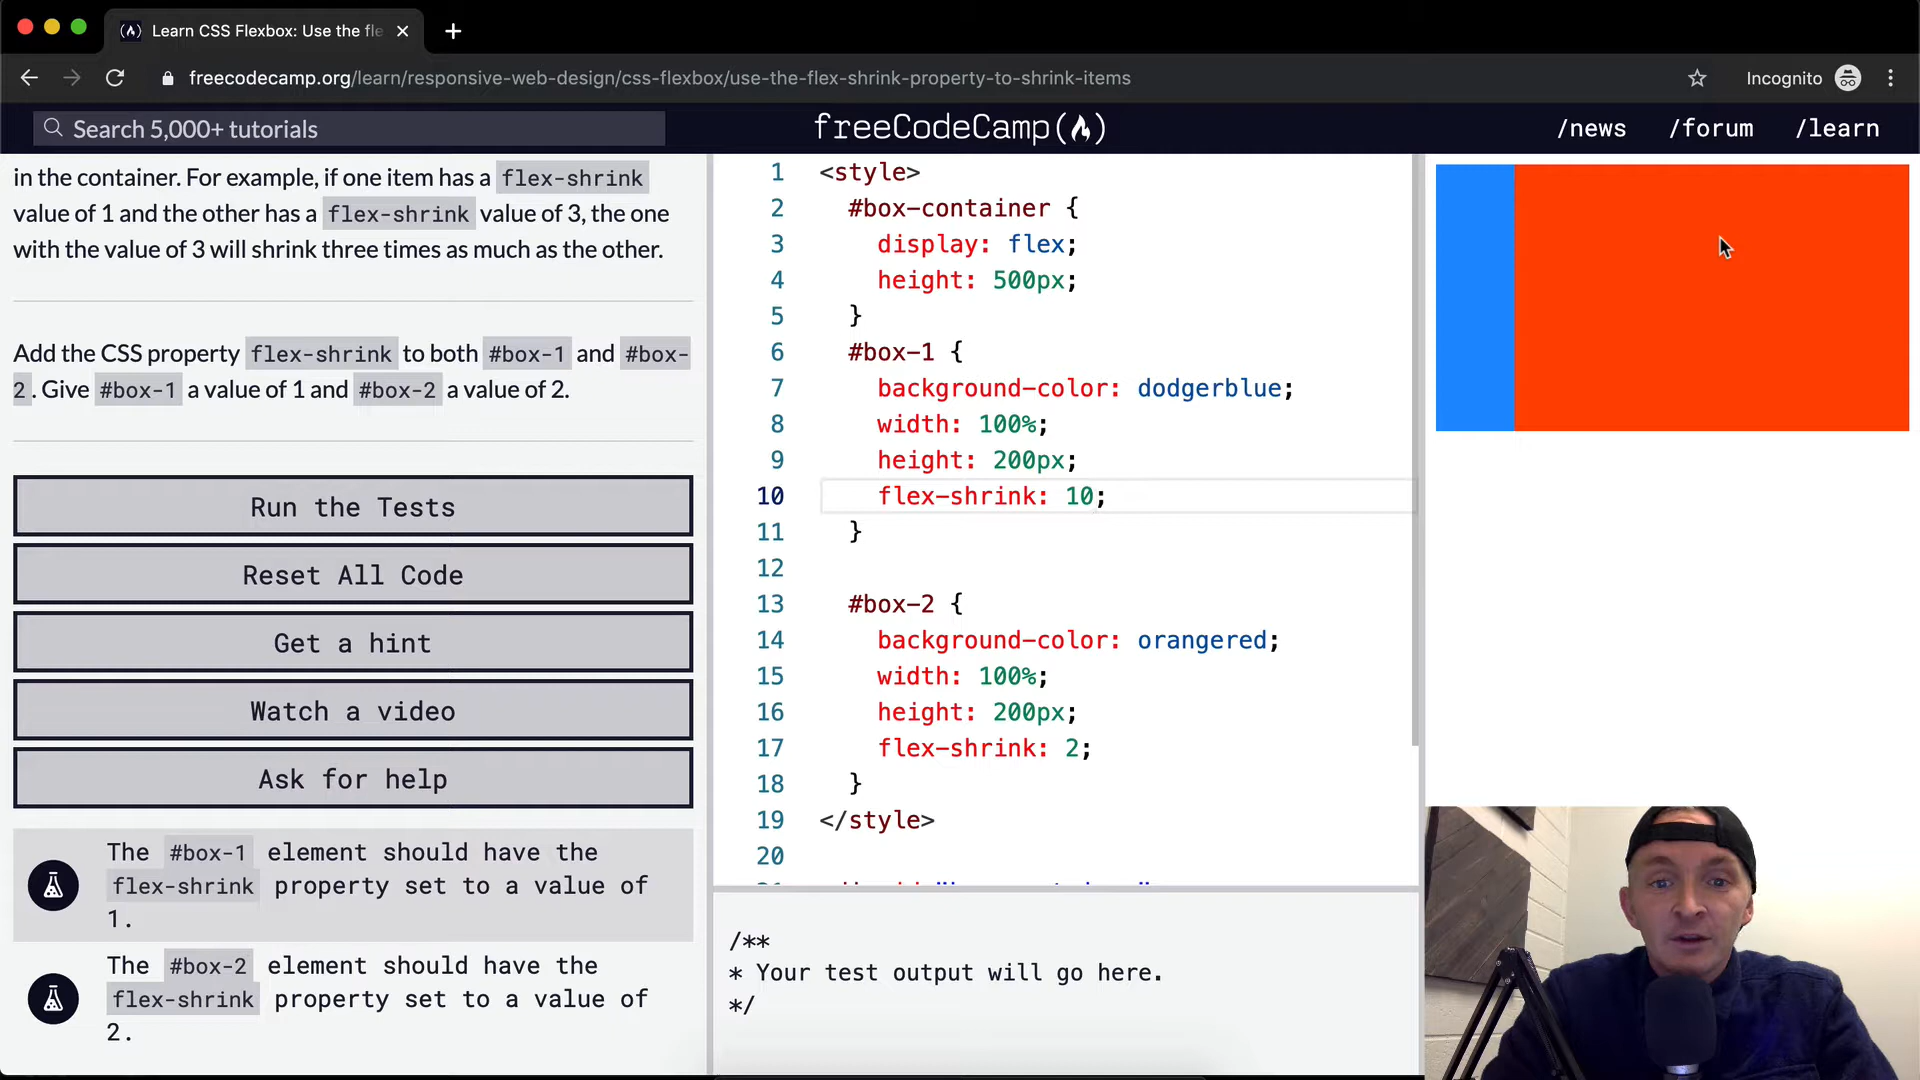 Learn CSS Flexbox: Use the fle
freecodecamp.org/learn/responsive-web-design/css-flexbox/use-the-flex-shrink-property-to-shrink-items
Incognito
Search 5,000+ tutorials
freeCodeCamp
/news
/forum
/learn
in the container. For example, if one item has a flex-shrink
value of 1 and the other has a flex-shrink value of 3, the one
with the value of 3 will shrink three times as much as the other.
Add the CSS property flex-shrink to both #box-1 and #box-
2. Give #box-1 a value of 1 and #box-2 a value of 2.
Run the Tests
Reset All Code
Get a hint
Watch a video
Ask for help
The #box-1 element should have the
flex-shrink property set to a value of
1.
The #box-2 element should have the
flex-shrink property set to a value of
2.
1 <style>
2 #box-container {
3 display: flex;
4 height: 500px;
5 }
6 #box-1 {
7 background-color: dodgerblue;
8 width: 100%;
9 height: 200px;
10 flex-shrink: 10;
11 }
12
13 #box-2 {
14 background-color: orangered;
15 width: 100%;
16 height: 200px;
17 flex-shrink: 2;
18 }
19 </style>
20
/**
* Your test output will go here.
*/